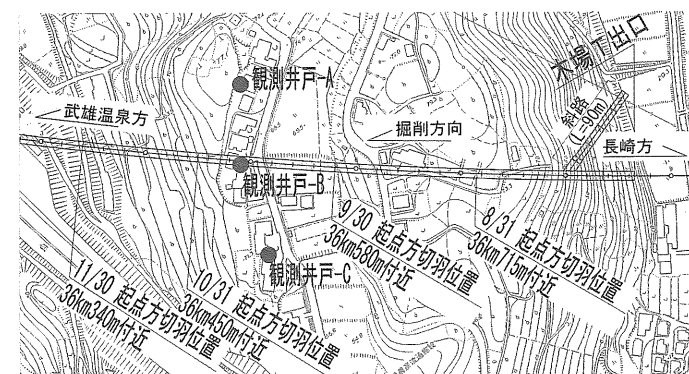 木場工出口
観測井戸-A
武雄温泉方
掘削方向
斜路
(L=90m)
長崎方
観測井戸-B
観測井戸-C
8/31 起点方切羽位置
36km715m付近
9/30 起点方切羽位置
36km580m付近
10/31 起点方切羽位置
36km450m付近
11/30 起点方切羽位置
36km340m付近